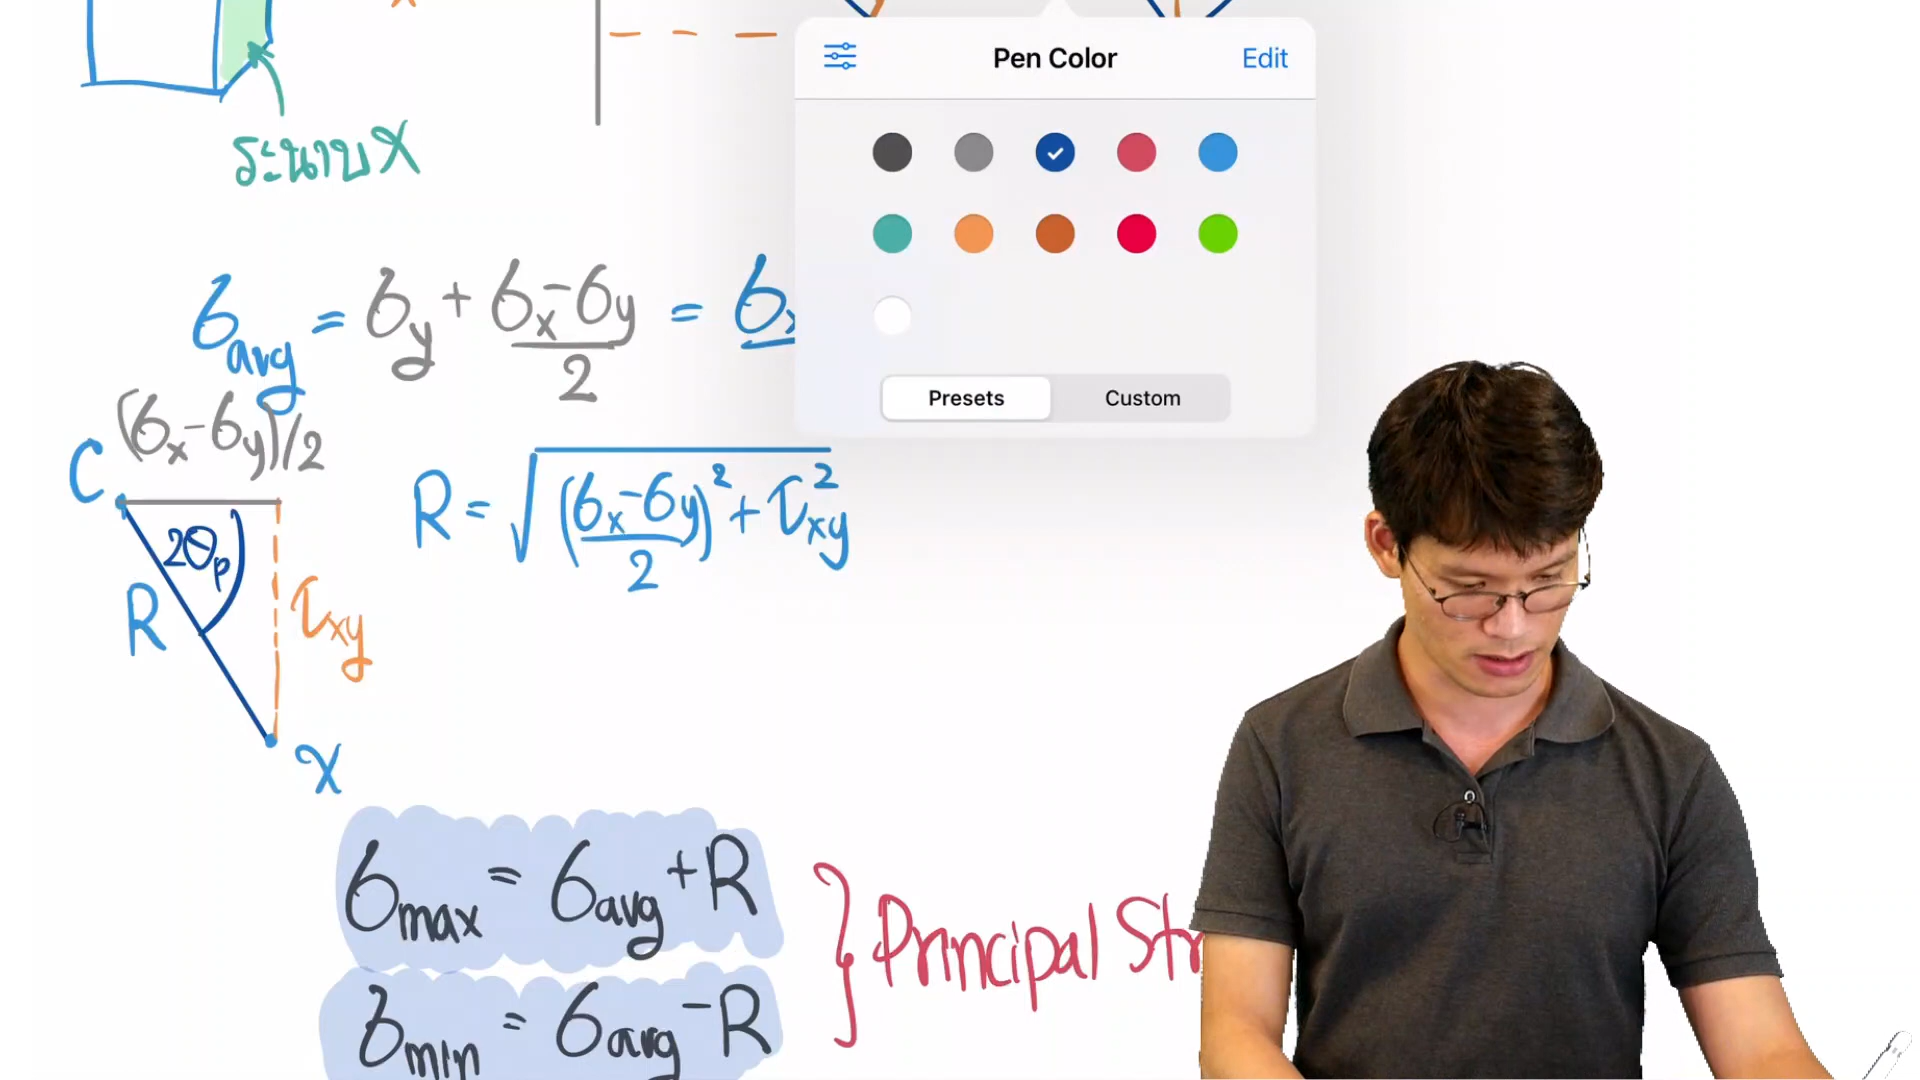 Pen Color
Edit
ระนาบ X
σavg = σy + (σx-σy)/2 = σx
Presets
Custom
(σx-σy)/2
C
R = √((σx-σy)/2)² + τxy²
2θp
R
τxy
X
σmax = σavg + R
} Principal Str
σmin = σavg - R